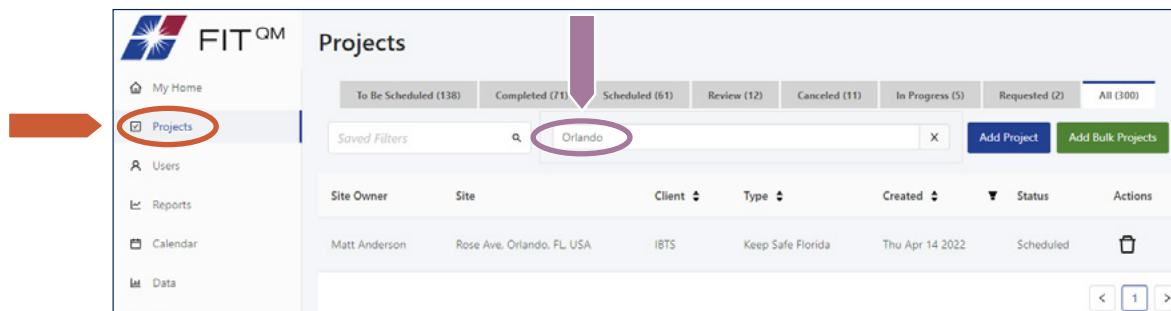 FIT QM
My Home
Projects
Users
Reports
Calendar
Data
Projects
To Be Scheduled (138) Completed (71) Scheduled (61) Review (12) Canceled (11) In Progress (5) Requested (2) All (300)
Saved Filters Orlando X Add Project Add Bulk Projects
Site Owner Site Client Type Created Status Actions
Matt Anderson Rose Ave, Orlando, FL, USA IBTS Keep Safe Florida Thu Apr 14 2022 Scheduled
< 1 >